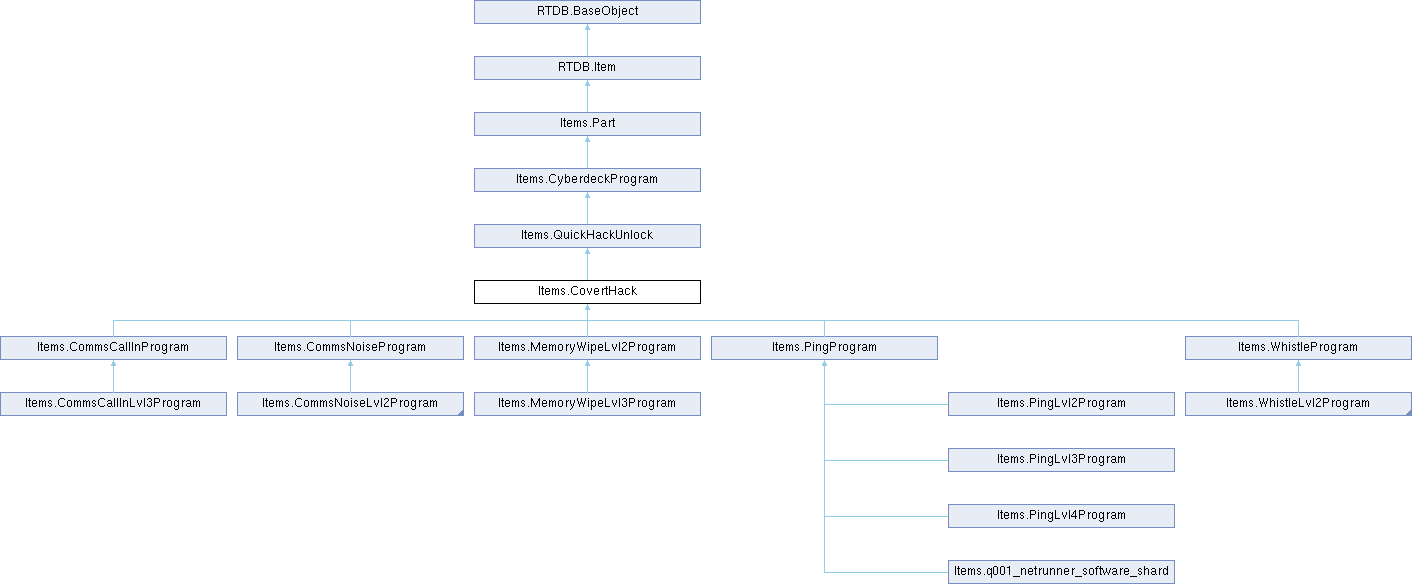 RTDB.BaseObject
RTDB.Item
Items.Part
Items.CyberdeckProgram
Items.QuickHackUnlock
Items.CovertHack
Items.CommsCallInProgram
Items.CommsNoiseProgram
Items.MemoryWipeLvl2Program
Items.PingProgram
Items.WhistleProgram
Items.CommsCallInLvl3Program
Items.CommsNoiseLvl2Program
Items.MemoryWipeLvl3Program
Items.PingLvl2Program
Items.WhistleLvl2Program
Items.PingLvl3Program
Items.PingLvl4Program
Items.q001_netrunner_software_shard